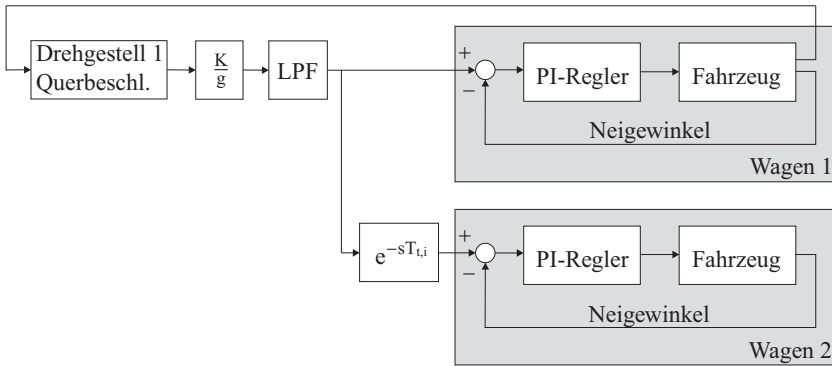 Drehgestell 1
Querbeschl.
K
g
LPF
+
−
PI-Regler
Fahrzeug
Neigewinkel
Wagen 1
e^{−sT_{t,i}}
+
−
PI-Regler
Fahrzeug
Neigewinkel
Wagen 2